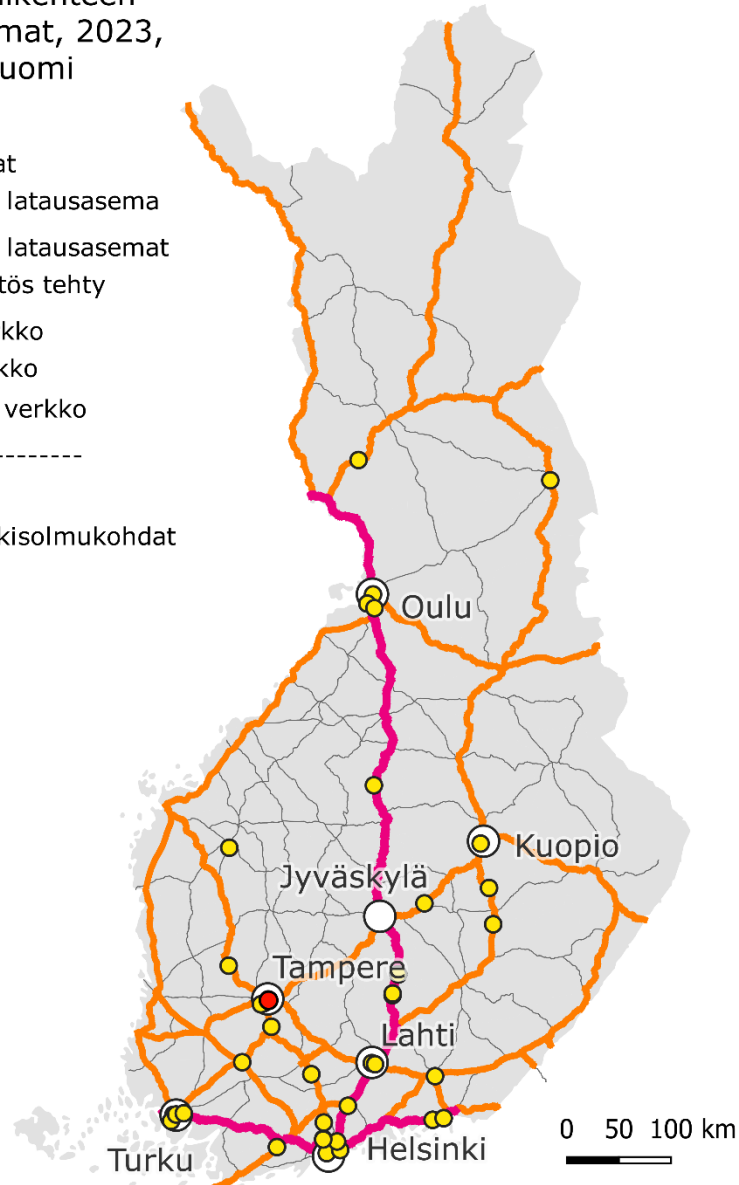 mat, 2023,
uomi
at
latausasema
latausasemat
tös tehty
kko
kko
verkko
--------
kisolmukohdat
Oulu
Kuopio
Jyväskylä
Tampere
Lahti
Helsinki
Turku
0 50 100 km